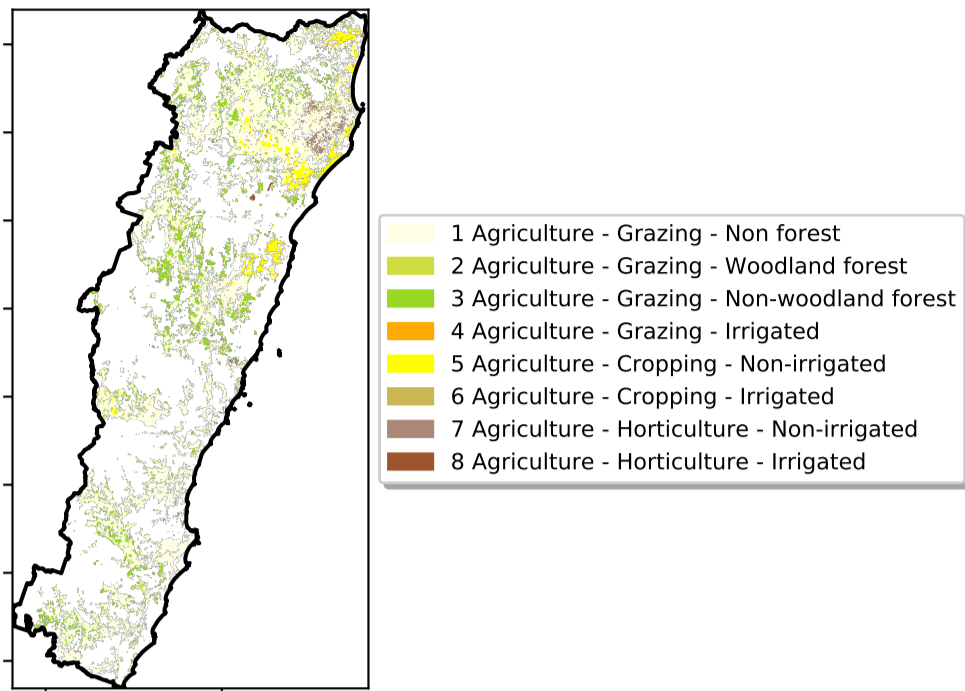 1 Agriculture - Grazing - Non forest
2 Agriculture - Grazing - Woodland forest
3 Agriculture - Grazing - Non-woodland forest
4 Agriculture - Grazing - Irrigated
5 Agriculture - Cropping - Non-irrigated
6 Agriculture - Cropping - Irrigated
7 Agriculture - Horticulture - Non-irrigated
8 Agriculture - Horticulture - Irrigated